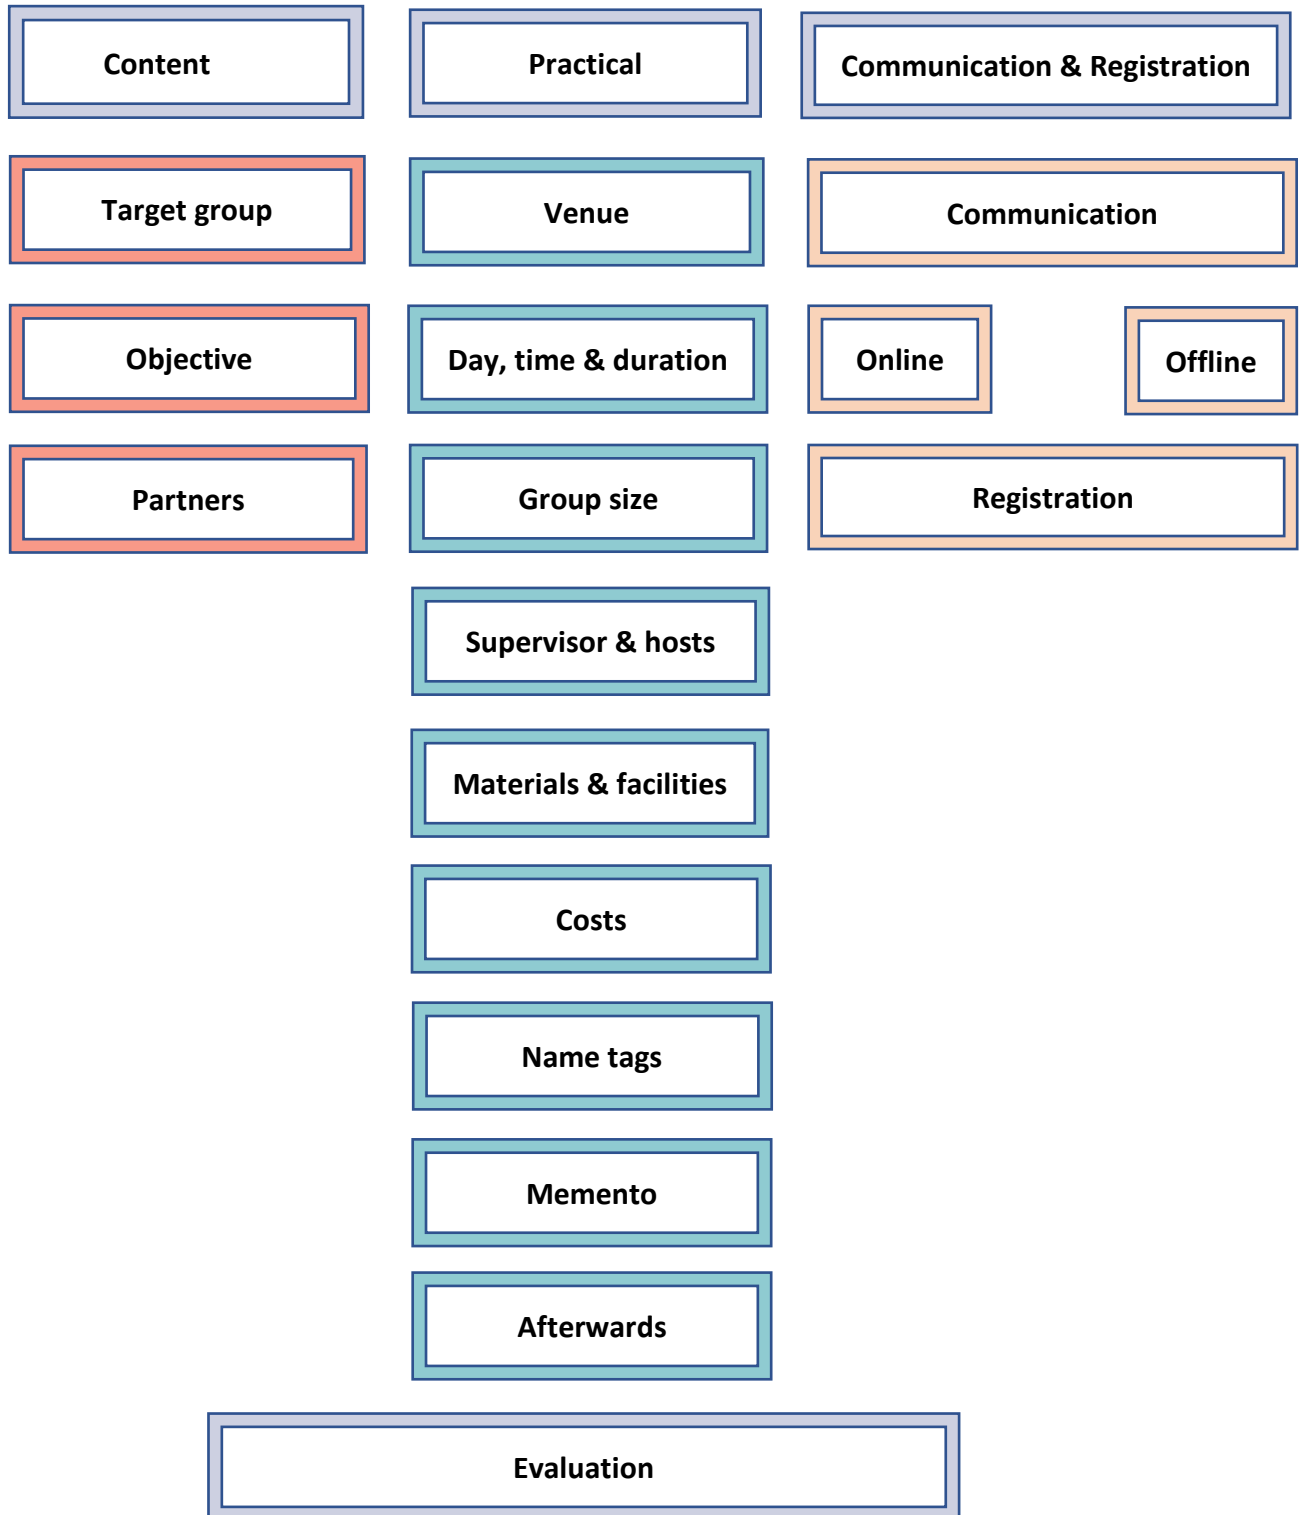 Content
Practical
Communication & Registration
Target group
Venue
Communication
Objective
Day, time & duration
Online
Offline
Partners
Group size
Registration
Supervisor & hosts
Materials & facilities
Costs
Name tags
Memento
Afterwards
Evaluation